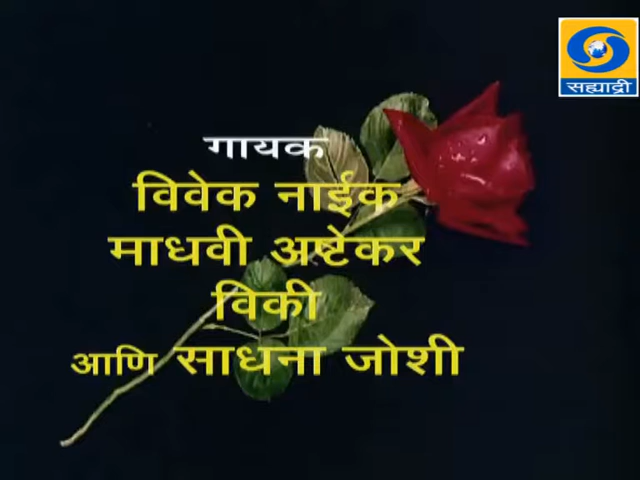 सह्याद्री
गायक
विवेक नाईक
माधवी अष्टेकर
विकी
आणि साधना जोशी